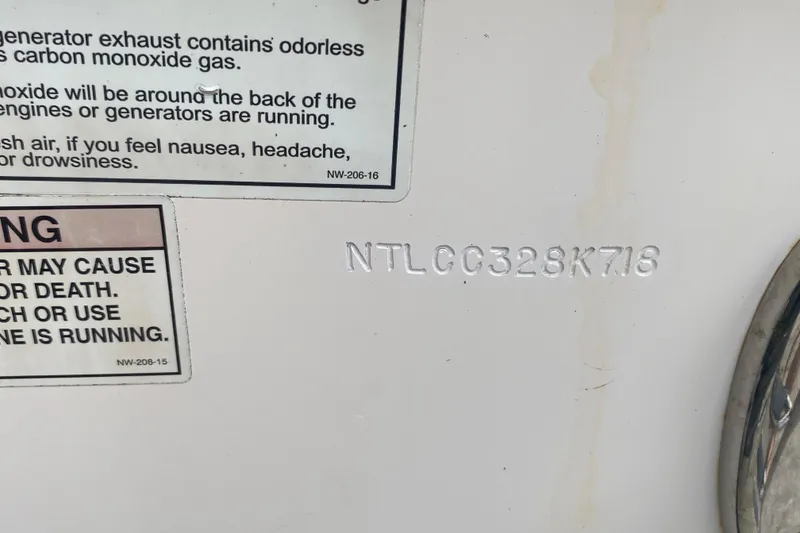 generator exhaust contains odorless
s carbon monoxide gas.
noxide will be around the back of the
engines or generators are running.
sh air, if you feel nausea, headache,
or drowsiness.
NW-206-16
NG
R MAY CAUSE
OR DEATH.
CH OR USE
NE IS RUNNING.
NW-208-15
NTLCC328K718